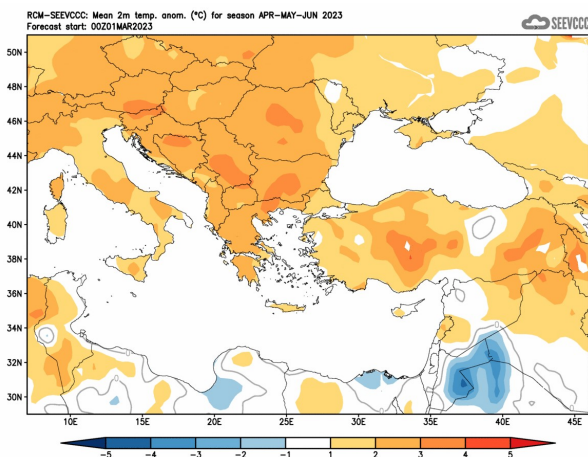 RCM-SEEVCCC: Mean 2m temp. anom. (°C) for season APR-MAY-JUN 2023
Forecast start: 00Z01MAR2023
SEEVCCC
50N
48N
46N
44N
42N
40N
38N
36N
34N
32N
30N
10E 15E 20E 25E 30E 35E 40E 45E
-5 -4 -3 -2 -1 1 2 3 4 5